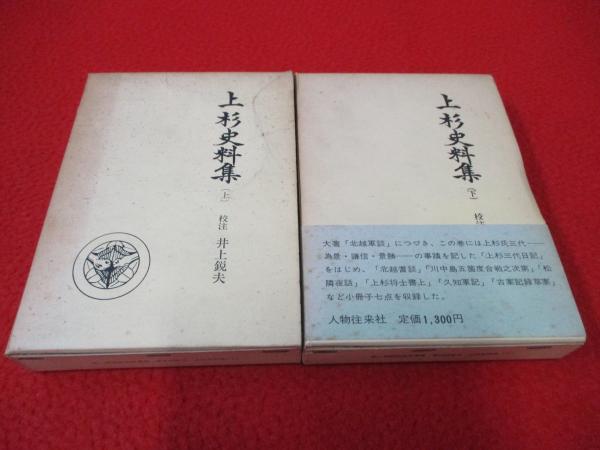 上杉史料集
（上）
校注 井上鋭夫
上杉史料集
（下）
校注
大著「北越軍談」につづき、この巻には上杉氏三代──
為景・謙信・景勝──の事蹟を記した「上杉三代日記」
をはじめ、「北越耆談」「川中島五箇度合戦之次第」「松
隣夜話」「上杉将士書上」「久知軍記」「古案記録草案」
など小冊子七点を収録した。
人物往来社 定価1,300円